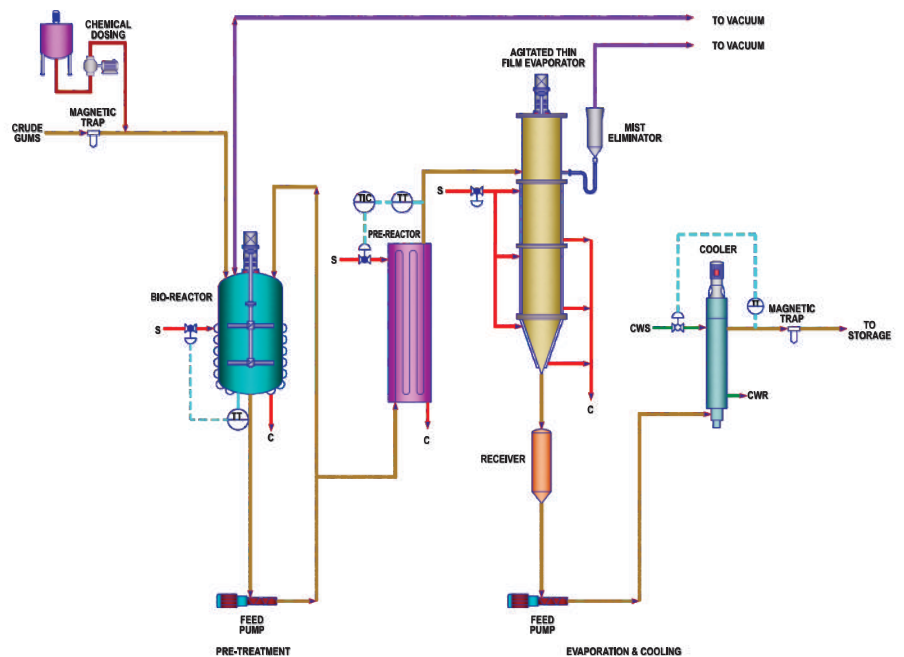 CHEMICAL
DOSING
TO VACUUM
TO VACUUM
AGITATED THIN
FILM EVAPORATOR
MAGNETIC
TRAP
CRUDE
GUMS
MIST
ELIMINATOR
S
TIC
TT
PRE-REACTOR
S
COOLER
BIO-REACTOR
S
TT
C
TT
MAGNETIC
TRAP
CWS
TO
STORAGE
CWR
C
C
RECEIVER
FEED
PUMP
FEED
PUMP
PRE-TREATMENT
EVAPORATION & COOLING